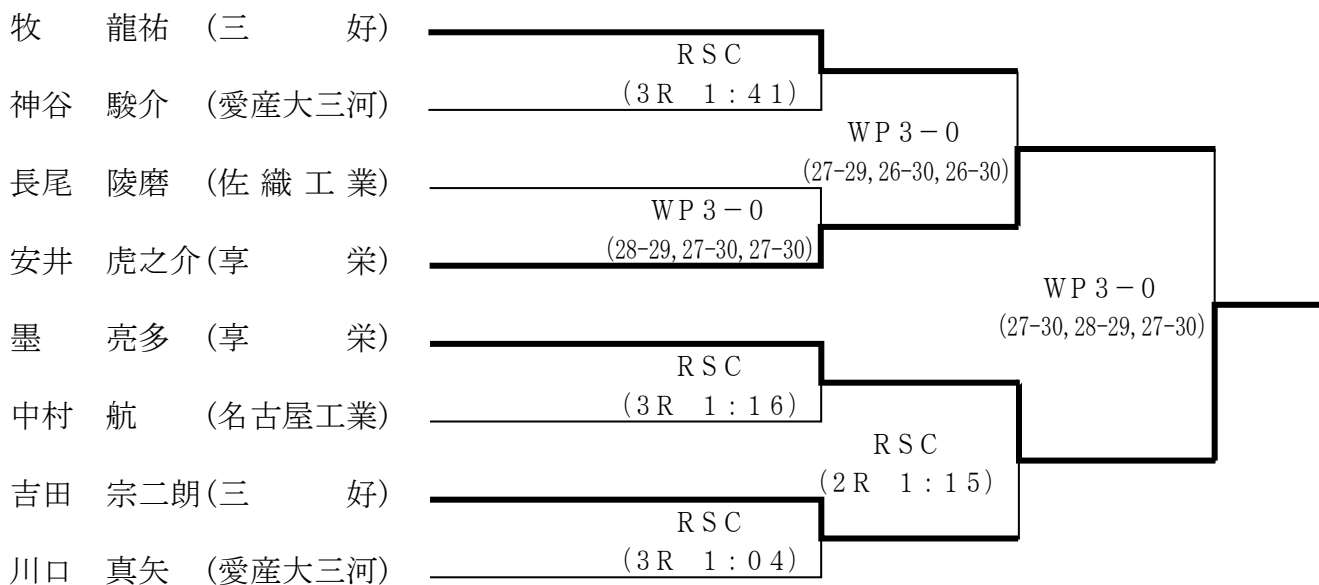 牧　龍祐 (三　好)
RSC
(3R 1:41)
神谷　駿介 (愛産大三河)
WP3-0
(27-29, 26-30, 26-30)
長尾　陵磨 (佐織工業)
WP3-0
(28-29, 27-30, 27-30)
安井　虎之介(享　栄)
WP3-0
(27-30, 28-29, 27-30)
墨　亮多 (享　栄)
RSC
(3R 1:16)
中村　航 (名古屋工業)
RSC
(2R 1:15)
吉田　宗二朗(三　好)
RSC
(3R 1:04)
川口　真矢 (愛産大三河)